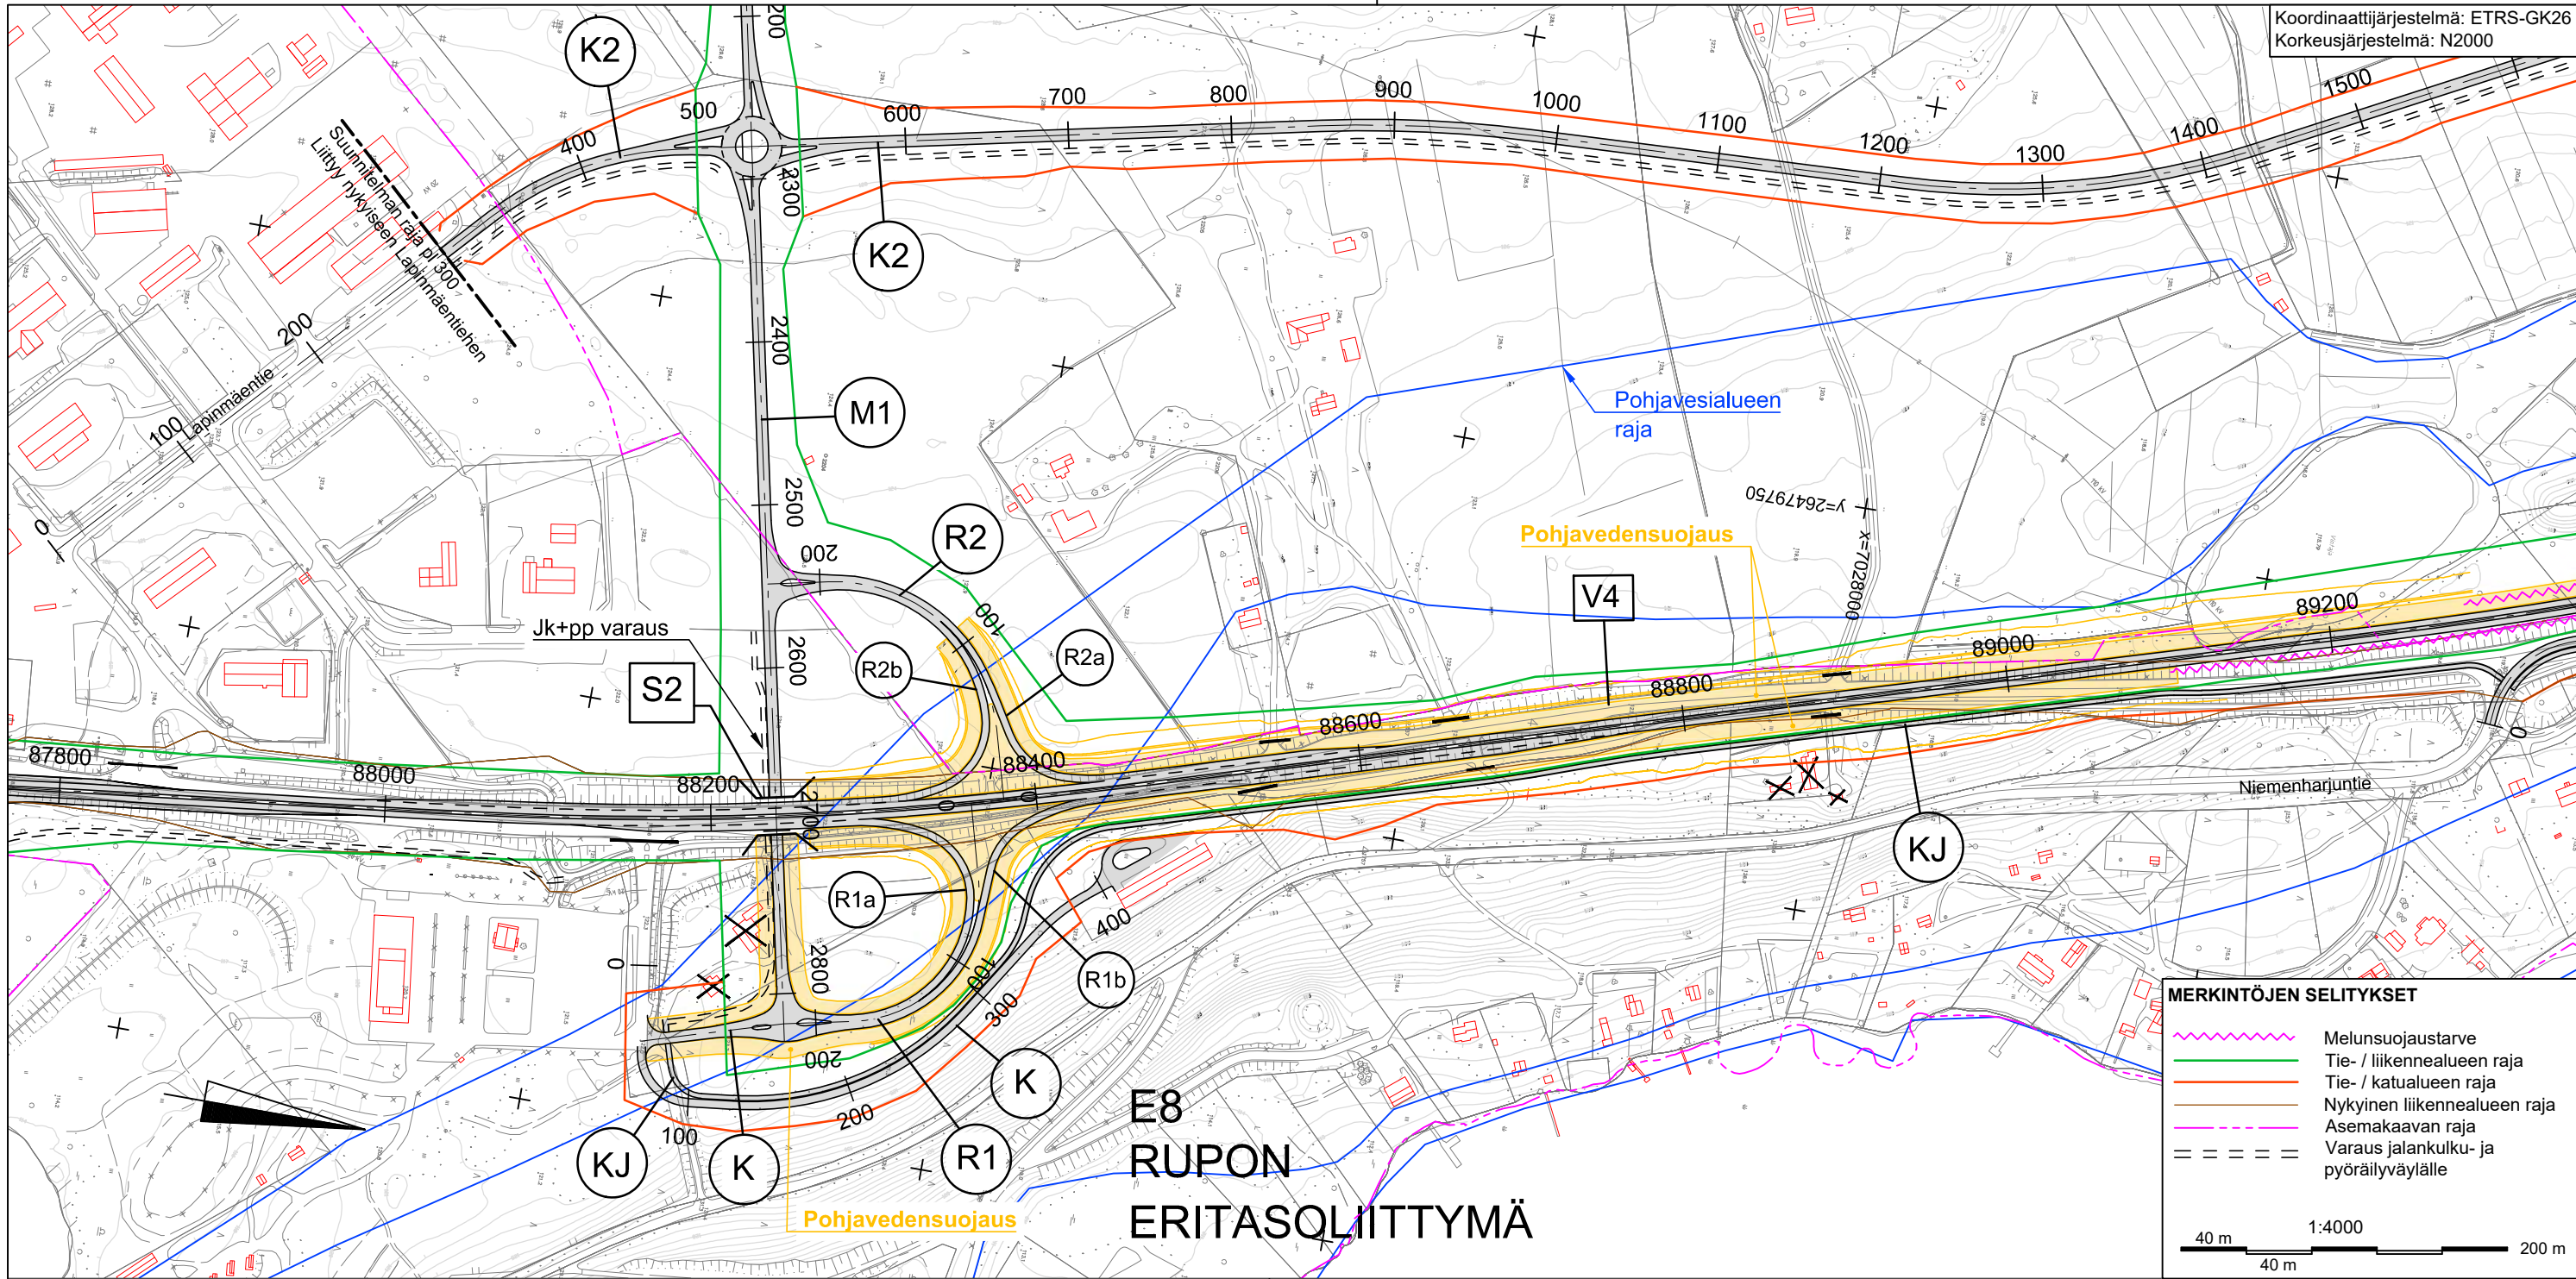 Koordinaattijärjestelmä: ETRS-GK26
Korkeusjärjestelmä: N2000
K2
200
500
600
700
800
900
1000
1100
1200
1300
1400
1500
400
2300
K2
Suunnitelman raja pl 300
Liittyy nykyiseen Lapinmäentiehen
200
100
0
Lapinmäentie
2400
M1
2500
Pohjavesialueen
raja
y=26479750
x=7028000
Pohjavedensuojaus
V4
R2
200
100
R2b
R2a
Jk+pp varaus
S2
2600
2700
87800
88000
88200
88400
88600
88800
89000
89200
0
0
0
Niemenharjuntie
KJ
R1a
R1b
400
0
2800
100
300
200
200
100
K
KJ
K
R1
Pohjavedensuojaus
E8
RUPON
ERITASOLIITTYMÄ
MERKINTÖJEN SELITYKSET
Melunsuojaustarve
Tie- / liikennealueen raja
Tie- / katualueen raja
Nykyinen liikennealueen raja
Asemakaavan raja
Varaus jalankulku- ja
pyöräilyväylälle
1:4000
40 m
200 m
40 m